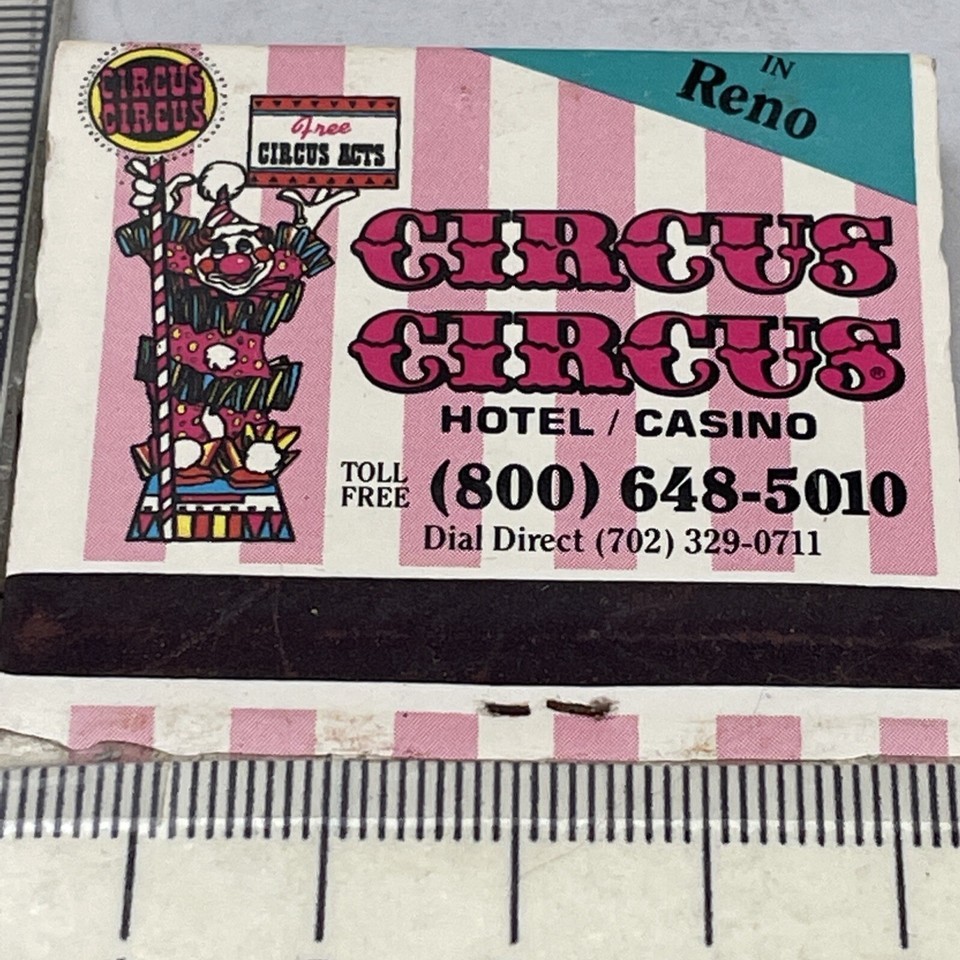 CIRCUS
CIRCUS
Free
CIRCUS ACTS
IN
Reno
CIRCUS
CIRCUS®
HOTEL / CASINO
TOLL FREE (800) 648-5010
Dial Direct (702) 329-0711